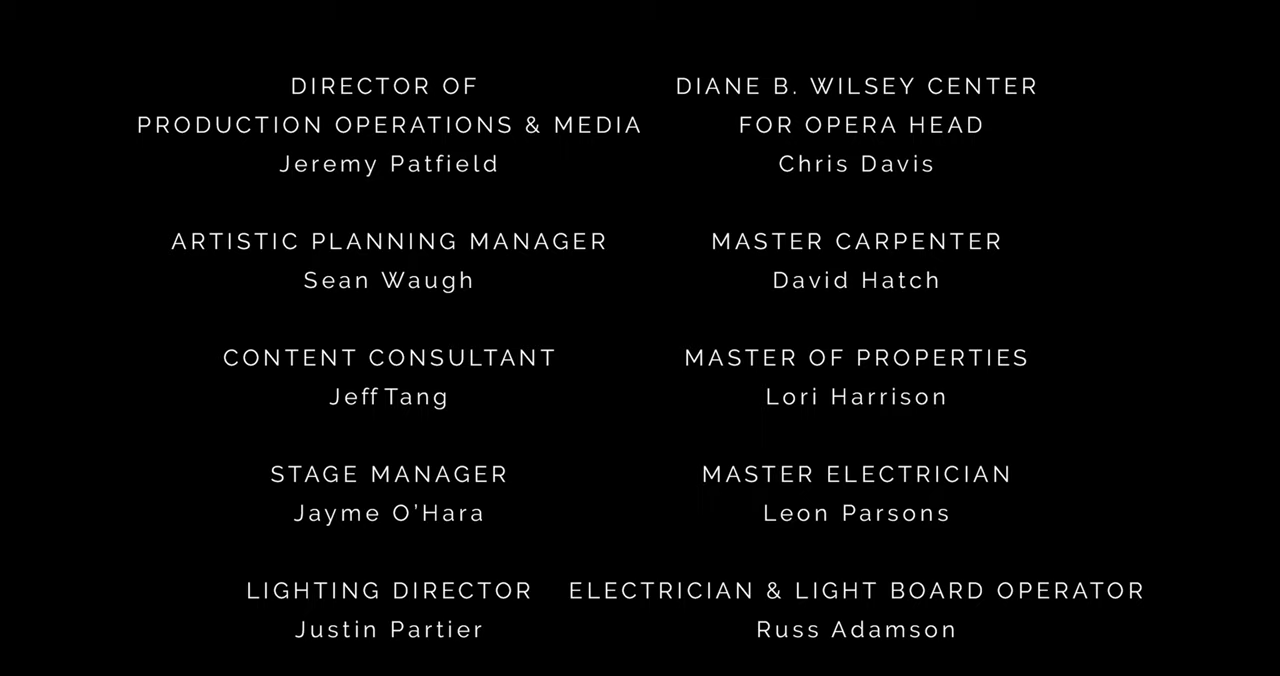 DIRECTOR OF
PRODUCTION OPERATIONS & MEDIA
Jeremy Patfield
ARTISTIC PLANNING MANAGER
Sean Waugh
CONTENT CONSULTANT
Jeff Tang
STAGE MANAGER
Jayme O'Hara
LIGHTING DIRECTOR
Justin Partier
DIANE B. WILSEY CENTER
FOR OPERA HEAD
Chris Davis
MASTER CARPENTER
David Hatch
MASTER OF PROPERTIES
Lori Harrison
MASTER ELECTRICIAN
Leon Parsons
ELECTRICIAN & LIGHT BOARD OPERATOR
Russ Adamson